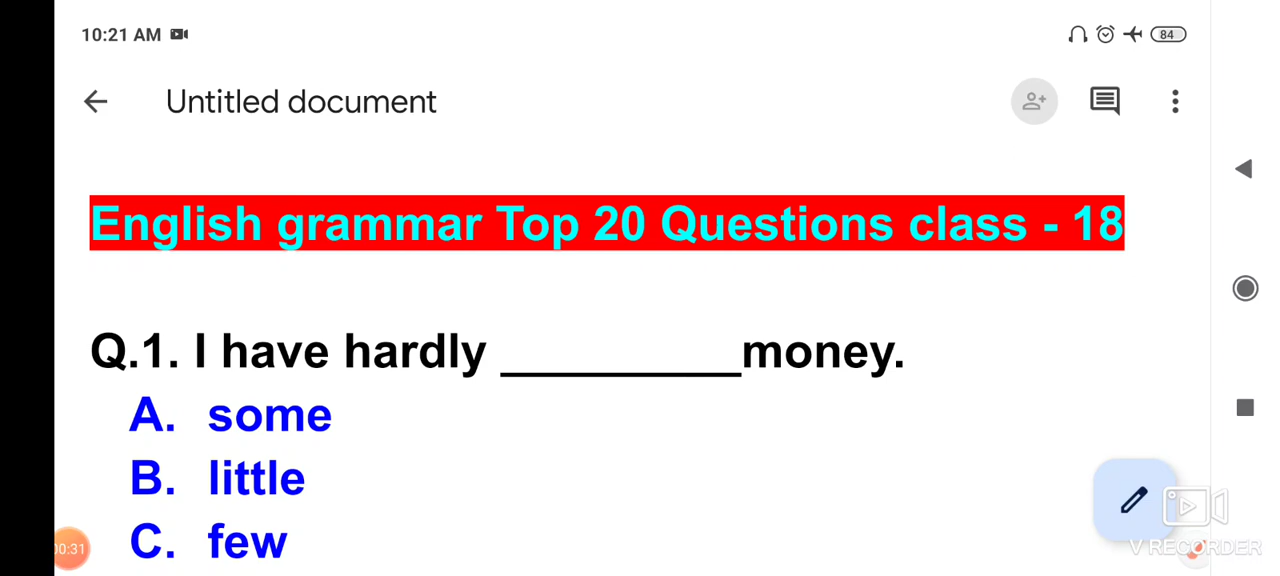 10:21 AM
84
Untitled document
English grammar Top 20 Questions class - 18
Q.1. I have hardly __________money.
A. some
B. little
C. few
00:31
V RECORDER